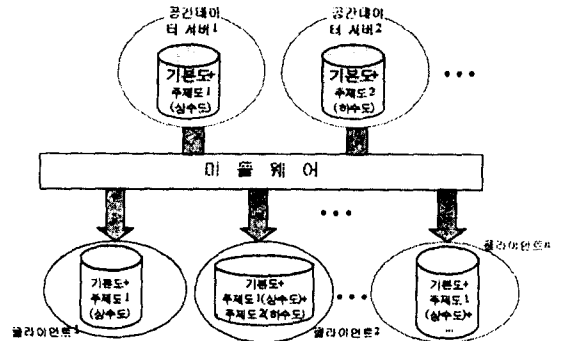 공간데이
터 서버1
공간데이
터 서버2
기본도+
주제도1
(상수도)
기본도+
주제도2
(하수도)
...
미들웨어
...
클라이언트n
기본도+
주제도1
(상수도)
기본도+
주제도1(상수도)+
주제도2(하수도)
...
기본도+
주제도1
(상수도)+
...
클라이언트1
클라이언트2